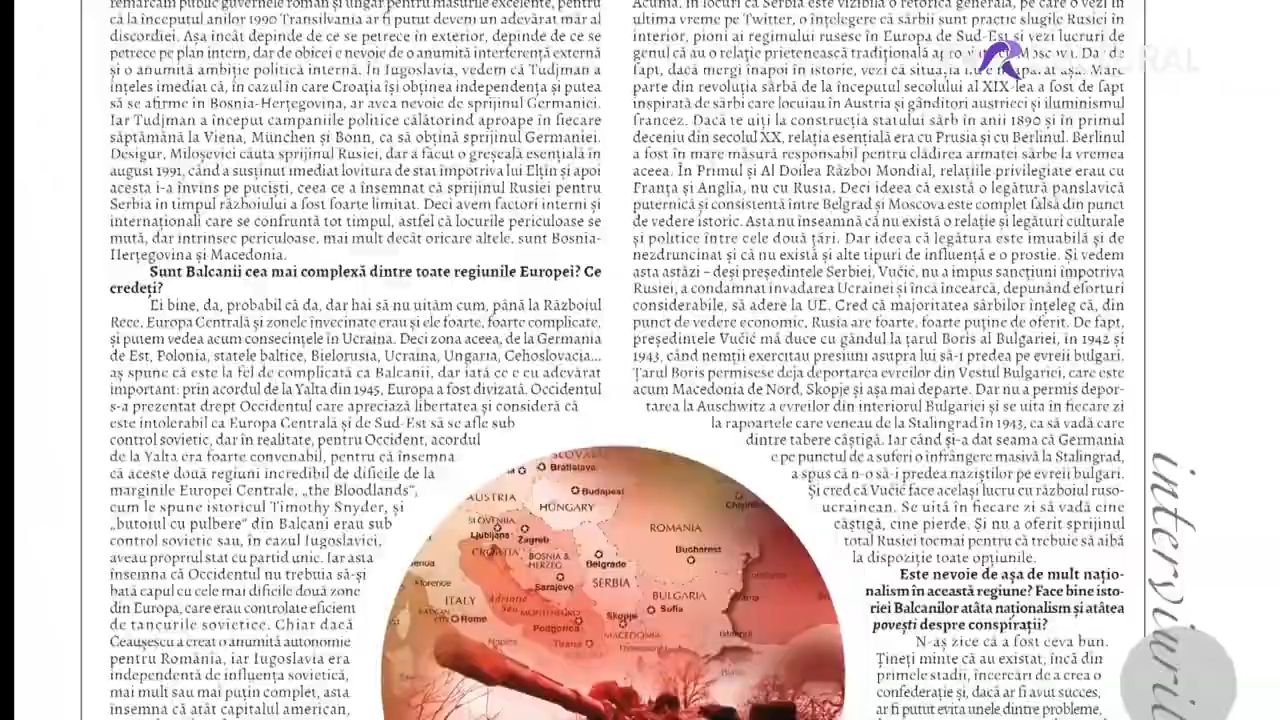 remarcam public guvernele român și ungar pentru măsurile excelente, pentru
că la începutul anilor 1990 Transilvania ar fi putut deveni un adevărat măr al
discordiei. Așa încât depinde de ce se petrece în exterior, depinde de ce se
petrece pe plan intern, dar de obicei e nevoie de o anumită interferență externă
și o anumită ambiție politică internă. În Iugoslavia, vedem că Tudjman a
înțeles imediat că, în cazul în care Croația își obținea independența și putea
să se afirme în Bosnia-Herțegovina, ar avea nevoie de sprijinul Germaniei.
Iar Tudjman a început campaniile politice călătorind aproape în fiecare
săptămână la Viena, München și Bonn, ca să obțină sprijinul Germaniei.
Desigur, Miloșevici căuta sprijinul Rusiei, dar a făcut o greșeală esențială în
august 1991, când a susținut imediat lovitura de stat împotriva lui Elțîn și apoi
acesta i-a învins pe puciști, ceea ce a însemnat că sprijinul Rusiei pentru
Serbia în timpul războiului a fost foarte limitat. Deci avem factori interni și
internaționali care se confruntă tot timpul, astfel că locurile periculoase se
mută, dar intrinsec periculoase, mai mult decât oricare altele, sunt Bosnia-
Herțegovina și Macedonia.
Sunt Balcanii cea mai complexă dintre toate regiunile Europei? Ce
credeți?
Ei bine, da, probabil că da, dar hai să nu uităm cum, până la Războiul
Rece, Europa Centrală și zonele învecinate erau și ele foarte, foarte complicate,
și putem vedea acum consecințele în Ucraina. Deci zona aceea, de la Germania
de Est, Polonia, statele baltice, Bielorusia, Ucraina, Ungaria, Cehoslovacia...
aș spune că este la fel de complicată ca Balcanii, dar iată ce e cu adevărat
important: prin acordul de la Yalta din 1945, Europa a fost divizată. Occidentul
s-a prezentat drept Occidentul care apreciază libertatea și consideră că
este intolerabil ca Europa Centrală și de Sud-Est să se afle sub
control sovietic, dar în realitate, pentru Occident, acordul
de la Yalta era foarte convenabil, pentru că însemna
că aceste două regiuni incredibil de dificile de la
marginile Europei Centrale, „the Bloodlands”,
cum le spune istoricul Timothy Snyder, și
„butoiul cu pulbere” din Balcani erau sub
control sovietic sau, în cazul Iugoslaviei,
aveau propriul stat cu partid unic. Iar asta
însemna că Occidentul nu trebuia să-și
bată capul cu cele mai dificile două zone
din Europa, care erau controlate eficient
de tancurile sovietice. Chiar dacă
Ceaușescu a creat o anumită autonomie
pentru România, iar Iugoslavia era
independentă de influența sovietică,
mai mult sau mai puțin complet, asta
însemna că atât capitalul american,
Acuma, în locuri ca Serbia este vizibilă o retorică generală, pe care o vezi în
ultima vreme pe Twitter, o înțelegere că sârbii sunt practic slugile Rusiei în
interior, pioni ai regimului rusesc în Europa de Sud-Est și vezi lucruri de
genul că au o relație prietenească tradițională Moscova. Da, de
fapt, dacă mergi înapoi în istorie, vezi că situația așa. Mare
parte din revoluția sârbă de la începutul secolului al XIX-lea a fost de fapt
inspirată de sârbi care locuiau în Austria și gânditori austrieci și iluminismul
francez. Dacă te uiți la construcția statului sârb în anii 1890 și în primul
deceniu din secolul XX, relația esențială era cu Prusia și cu Berlinul. Berlinul
a fost în mare măsură responsabil pentru clădirea armatei sârbe la vremea
aceea. În Primul și Al Doilea Război Mondial, relațiile privilegiate erau cu
Franța și Anglia, nu cu Rusia. Deci ideea că există o legătură panslavică
puternică și consistentă între Belgrad și Moscova este complet falsă din punct
de vedere istoric. Asta nu înseamnă că nu există o relație și legături culturale
și politice între cele două țări. Dar ideea că legătura este imuabilă și de
nezdruncinat și că nu există și alte tipuri de influență e o prostie. Și vedem
asta astăzi – deși președintele Serbiei, Vučić, nu a impus sancțiuni împotriva
Rusiei, a condamnat invadarea Ucrainei și încă încearcă, depunând eforturi
considerabile, să adere la UE. Cred că majoritatea sârbilor înțeleg că, din
punct de vedere economic, Rusia are foarte, foarte puține de oferit. De fapt,
președintele Vučić mă duce cu gândul la țarul Boris al Bulgariei, în 1942 și
1943, când nemții exercitau presiuni asupra lui să-i predea pe evreii bulgari.
Țarul Boris permisese deja deportarea evreilor din Vestul Bulgariei, care este
acum Macedonia de Nord, Skopje și așa mai departe. Dar nu a permis depor-
tarea la Auschwitz a evreilor din interiorul Bulgariei și se uita în fiecare zi
la rapoartele care veneau de la Stalingrad în 1943, ca să vadă care
dintre tabere câștigă. Iar când și-a dat seama că Germania
e pe punctul de a suferi o înfrângere masivă la Stalingrad,
a spus că n-o să-i predea naziștilor pe evreii bulgari.
Și cred că Vučić face același lucru cu războiul ruso-
ucrainean. Se uită în fiecare zi să vadă cine
câștigă, cine pierde. Și nu a oferit sprijinul
total Rusiei tocmai pentru că trebuie să aibă
la dispoziție toate opțiunile.
Este nevoie de așa de mult națio-
nalism în această regiune? Face bine isto-
riei Balcanilor atâta naționalism și atâtea
povești despre conspirații?
N-aș zice că a fost ceva bun.
Țineți minte că au existat, încă din
primele stadii, încercări de a crea o
confederație și, dacă ar fi avut succes,
ar fi putut evita unele dintre probleme,
SLOVAKIA
Bratislava
AUSTRIA
Budapest
HUNGARY
SLOVENIA
Ljubljana
Zagreb
CROATIA
ROMANIA
Bucharest
BOSNIA &
HERZEG.
Belgrade
Sarajevo
SERBIA
Florence
ITALY
Adriatic
Sea
MONTENEGRO
BULGARIA
Sofia
VATICAN
CITY
Rome
Podgorica
Skopje
MACEDONIA
Tirana
Naples
interviuri